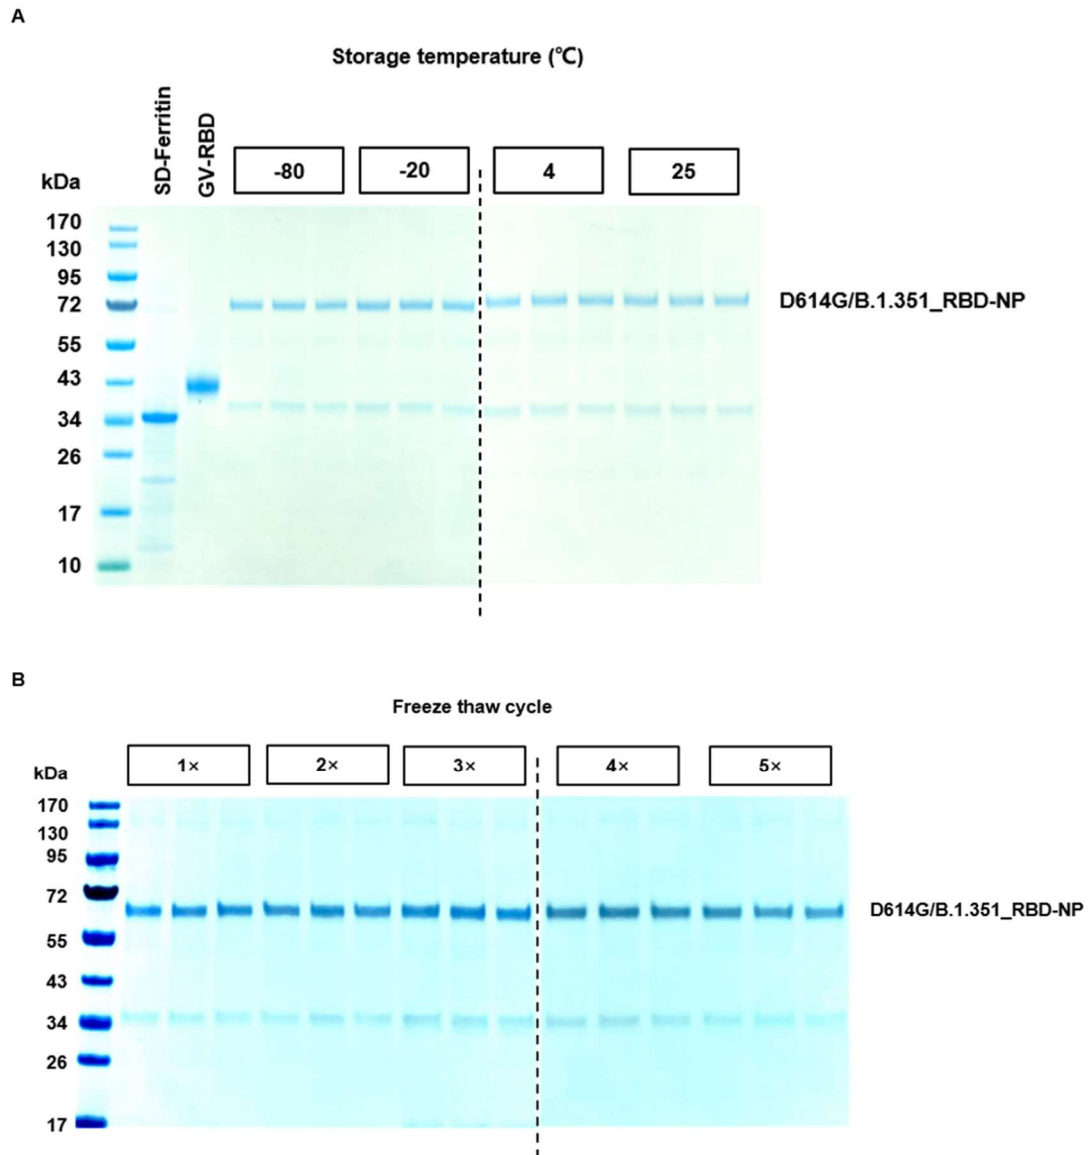 A
Storage temperature (℃)
SD-Ferritin
GV-RBD
-80
-20
4
25
kDa
170
130
95
72
D614G/B.1.351_RBD-NP
55
43
34
26
17
10
B
Freeze thaw cycle
1×
2×
3×
4×
5×
kDa
170
130
95
72
D614G/B.1.351_RBD-NP
55
43
34
26
17